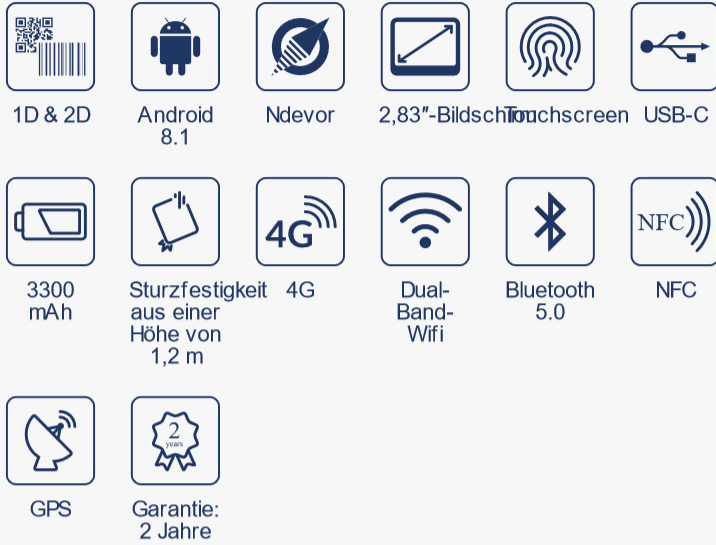 1D & 2D
Android
8.1
Ndevor
2,83"-Bildschirm
Touchscreen
USB-C
4G
NFC
3300
mAh
Sturzfestigkeit
aus einer
Höhe von
1,2 m
4G
Dual-
Band-
Wifi
Bluetooth
5.0
NFC
2
years
GPS
Garantie:
2 Jahre